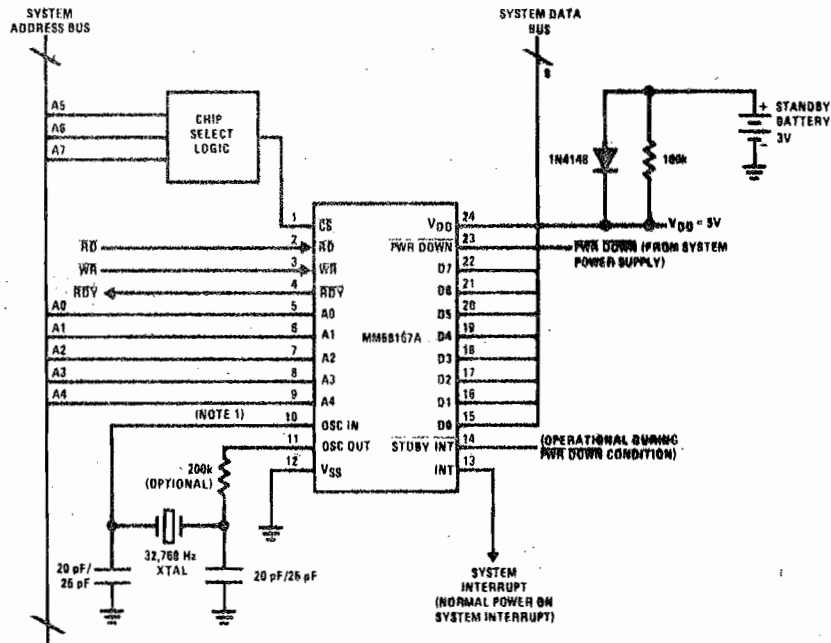 SYSTEM
ADDRESS BUS
SYSTEM DATA
BUS
8
A5
A6
A7
CHIP
SELECT
LOGIC
1N4148
100k
+
-
STANDBY
BATTERY
3V
1 CS VDD 24 VDD = 5V
RD 2 RD PWR DOWN 23 PWR DOWN (FROM SYSTEM
POWER SUPPLY)
WR 3 WR D7 22
RDY 4 RDY D6 21
A0 5 A0 D5 20
A1 6 A1 MM58167A D4 19
A2 7 A2 D3 18
A3 8 A3 D2 17
A4 9 A4 D1 16
(NOTE 1) 10 OSC IN D0 15
11 OSC OUT STDBY INT 14 (OPERATIONAL DURING
PWR DOWN CONDITION)
12 VSS INT 13
200k
(OPTIONAL)
20 pF/
25 pF
32,768 Hz
XTAL
20 pF/25 pF
SYSTEM
INTERRUPT
(NORMAL POWER ON
SYSTEM INTERRUPT)